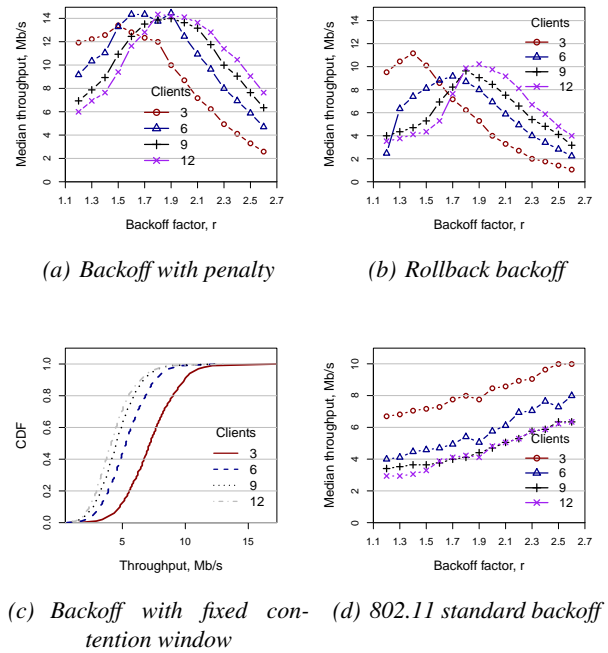 Median throughput, Mb/s
0 2 4 6 8 10 12 14
Clients
3
6
9
12
1.1 1.3 1.5 1.7 1.9 2.1 2.3 2.5 2.7
Backoff factor, r
(a) Backoff with penalty
Median throughput, Mb/s
0 2 4 6 8 10 12 14
Clients
3
6
9
12
1.1 1.3 1.5 1.7 1.9 2.1 2.3 2.5 2.7
Backoff factor, r
(b) Rollback backoff
CDF
0.0 0.2 0.4 0.6 0.8 1.0
Clients
3
6
9
12
5 10 15
Throughput, Mb/s
(c) Backoff with fixed con-
tention window
Median throughput, Mb/s
0 2 4 6 8 10
Clients
3
6
9
12
1.1 1.3 1.5 1.7 1.9 2.1 2.3 2.5 2.7
Backoff factor, r
(d) 802.11 standard backoff